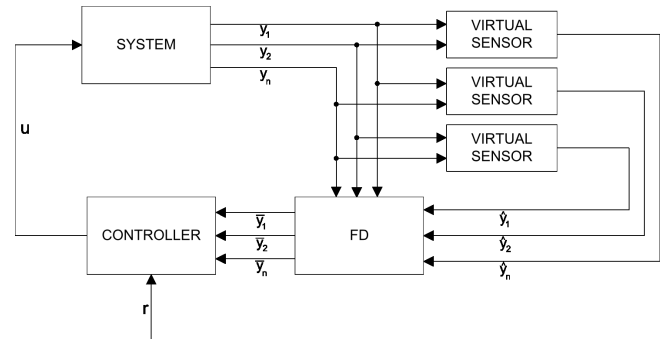 SYSTEM
y₁
y₂
yₙ
VIRTUAL
SENSOR
VIRTUAL
SENSOR
VIRTUAL
SENSOR
u
CONTROLLER
ȳ₁
ȳ₂
ȳₙ
FD
ŷ₁
ŷ₂
ŷₙ
r